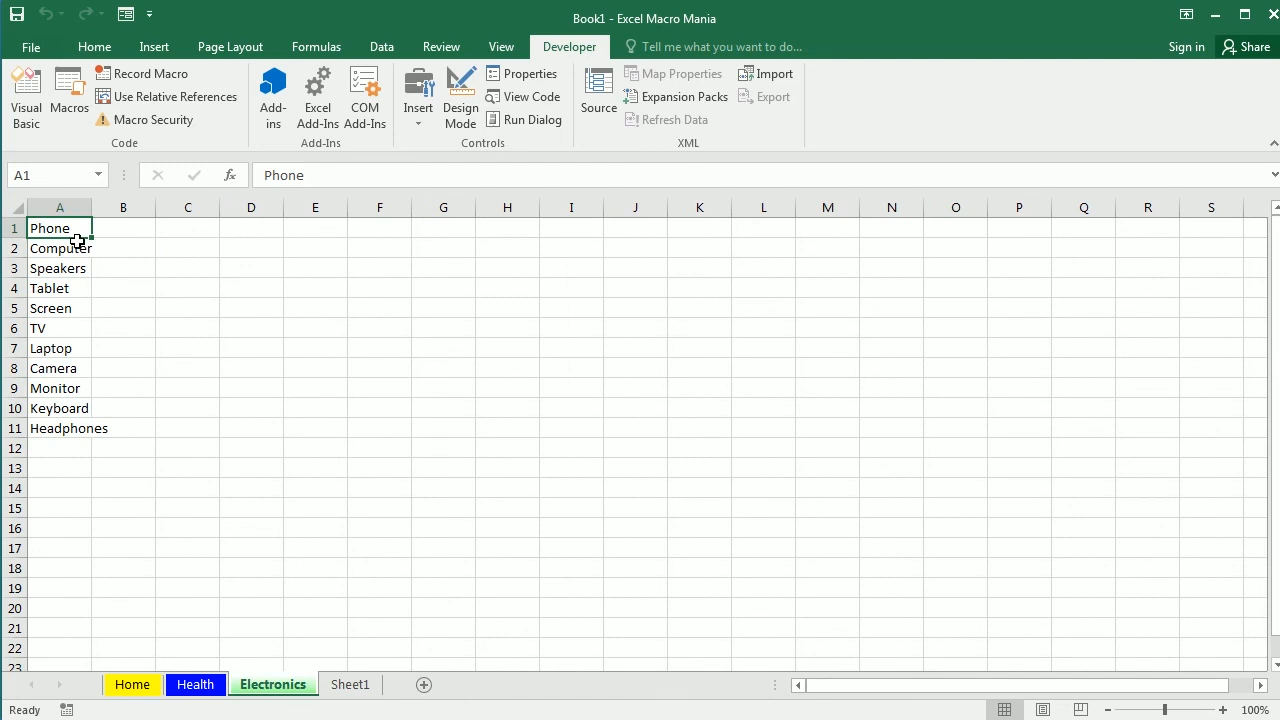 Book1 - Excel Macro Mania
File Home Insert Page Layout Formulas Data Review View Developer Tell me what you want to do... Sign in Share
Visual Basic
Macros
Record Macro
Use Relative References
Macro Security
Code
Add-ins
Excel Add-Ins
COM Add-Ins
Add-Ins
Insert
Design Mode
Properties
View Code
Run Dialog
Controls
Source
Map Properties
Expansion Packs
Refresh Data
Import
Export
XML
A1 fx Phone
A B C D E F G H I J K L M N O P Q R S
1 Phone
2 Computer
3 Speakers
4 Tablet
5 Screen
6 TV
7 Laptop
8 Camera
9 Monitor
10 Keyboard
11 Headphones
12
13
14
15
16
17
18
19
20
21
22
23
Home Health Electronics Sheet1
Ready 100%